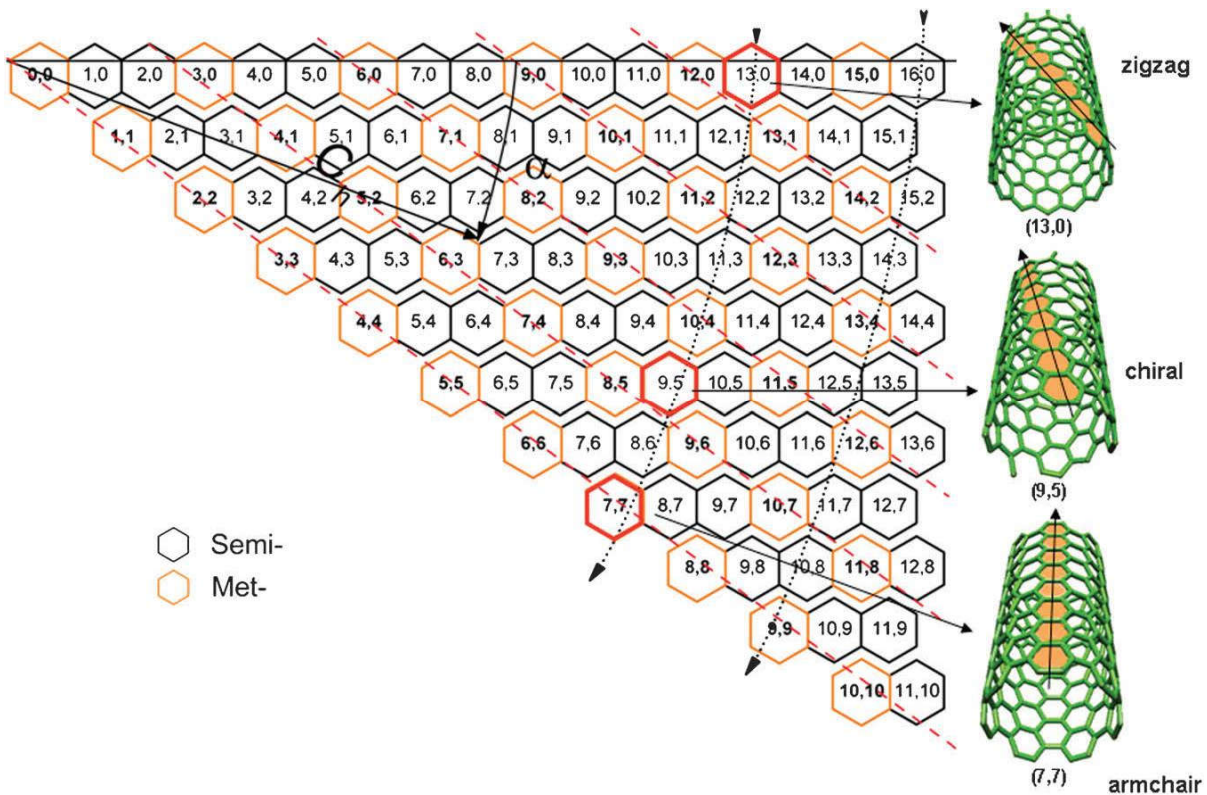 0,0 1,0 2,0 3,0 4,0 5,0 6,0 7,0 8,0 9,0 10,0 11,0 12,0 13,0 14,0 15,0 16,0
zigzag
1,1 2,1 3,1 4,1 5,1 6,1 7,1 8,1 9,1 10,1 11,1 12,1 13,1 14,1 15,1
Ch
α
2,2 3,2 4,2 5,2 6,2 7,2 8,2 9,2 10,2 11,2 12,2 13,2 14,2 15,2
(13,0)
3,3 4,3 5,3 6,3 7,3 8,3 9,3 10,3 11,3 12,3 13,3 14,3
4,4 5,4 6,4 7,4 8,4 9,4 10,4 11,4 12,4 13,4 14,4
5,5 6,5 7,5 8,5 9,5 10,5 11,5 12,5 13,5
chiral
6,6 7,6 8,6 9,6 10,6 11,6 12,6 13,6
(9,5)
7,7 8,7 9,7 10,7 11,7 12,7
Semi-
8,8 9,8 10,8 11,8 12,8
Met-
9,9 10,9 11,9
10,10 11,10
(7,7)
armchair